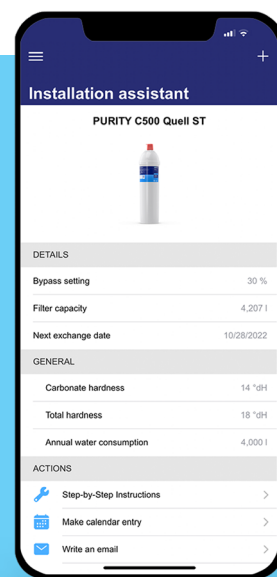 Installation assistant
PURITY C500 Quell ST
DETAILS
Bypass setting 30 %
Filter capacity 4,207 l
Next exchange date 10/28/2022
GENERAL
Carbonate hardness 14 °dH
Total hardness 18 °dH
Annual water consumption 4,000 l
ACTIONS
Step-by-Step Instructions
Make calendar entry
Write an email